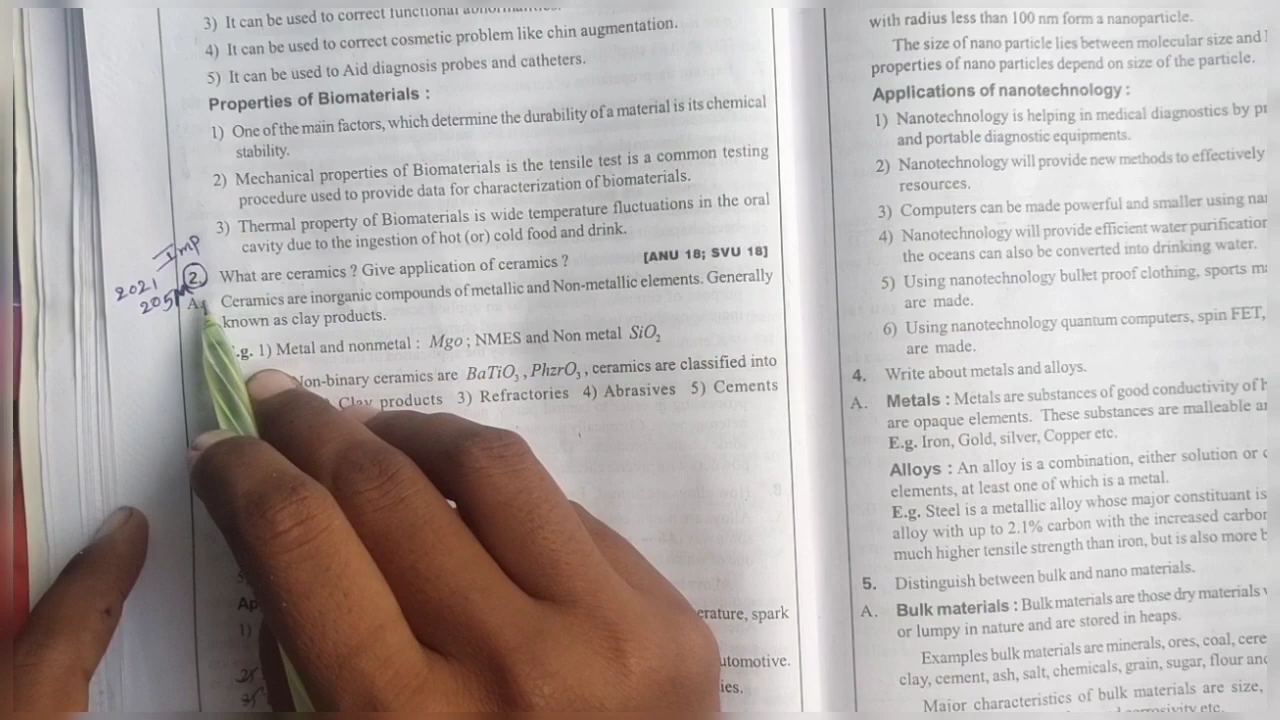 3) It can be used to correct functional
4) It can be used to correct cosmetic problem like chin augmentation.
5) It can be used to Aid diagnosis probes and catheters.
Properties of Biomaterials :
1) One of the main factors, which determine the durability of a material is its chemical
stability.
2) Mechanical properties of Biomaterials is the tensile test is a common testing
procedure used to provide data for characterization of biomaterials.
3) Thermal property of Biomaterials is wide temperature fluctuations in the oral
cavity due to the ingestion of hot (or) cold food and drink.
Imp
2021
2. What are ceramics ? Give application of ceramics ? [ANU 18; SVU 18]
A. Ceramics are inorganic compounds of metallic and Non-metallic elements. Generally
known as clay products.
.g. 1) Metal and nonmetal : Mgo ; NMES and Non metal SiO₂
Non-binary ceramics are BaTiO₃ , PhzrO₃ , ceramics are classified into
Clay products 3) Refractories 4) Abrasives 5) Cements
Ap
erature, spark
1)
utomotive.
ies.
with radius less than 100 nm form a nanoparticle.
The size of nano particle lies between molecular size and
properties of nano particles depend on size of the particle.
Applications of nanotechnology :
1) Nanotechnology is helping in medical diagnostics by
and portable diagnostic equipments.
2) Nanotechnology will provide new methods to effectively
resources.
3) Computers can be made powerful and smaller using
4) Nanotechnology will provide efficient water purification
the oceans can also be converted into drinking water.
5) Using nanotechnology bullet proof clothing, sports
are made.
6) Using nanotechnology quantum computers, spin FET,
are made.
4. Write about metals and alloys.
A. Metals : Metals are substances of good conductivity of
are opaque elements. These substances are malleable
E.g. Iron, Gold, silver, Copper etc.
Alloys : An alloy is a combination, either solution or
elements, at least one of which is a metal.
E.g. Steel is a metallic alloy whose major constituent is
alloy with up to 2.1% carbon with the increased carbon
much higher tensile strength than iron, but is also more
5. Distinguish between bulk and nano materials.
A. Bulk materials : Bulk materials are those dry materials
or lumpy in nature and are stored in heaps.
Examples bulk materials are minerals, ores, coal, cere
clay, cement, ash, salt, chemicals, grain, sugar, flour
Major characteristics of bulk materials are size,
etc.